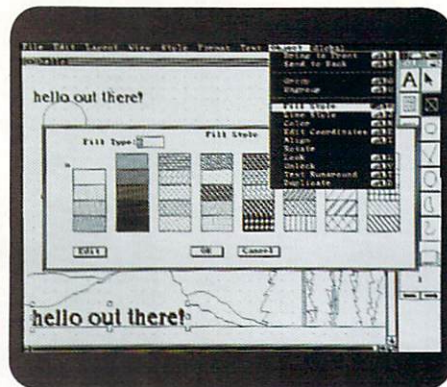 File Edit Layout View Style Format Text Object Global
Bring to Front
Send to Back
Group
Ungroup
Fill Style
Line Style
Color
Edit Coordinates
Align
Rotate
Lock
Unlock
Text Runaround
Duplicate
hello out there!
A
Fill Style
Fill Type:
Edit
OK
Cancel
hello out there!